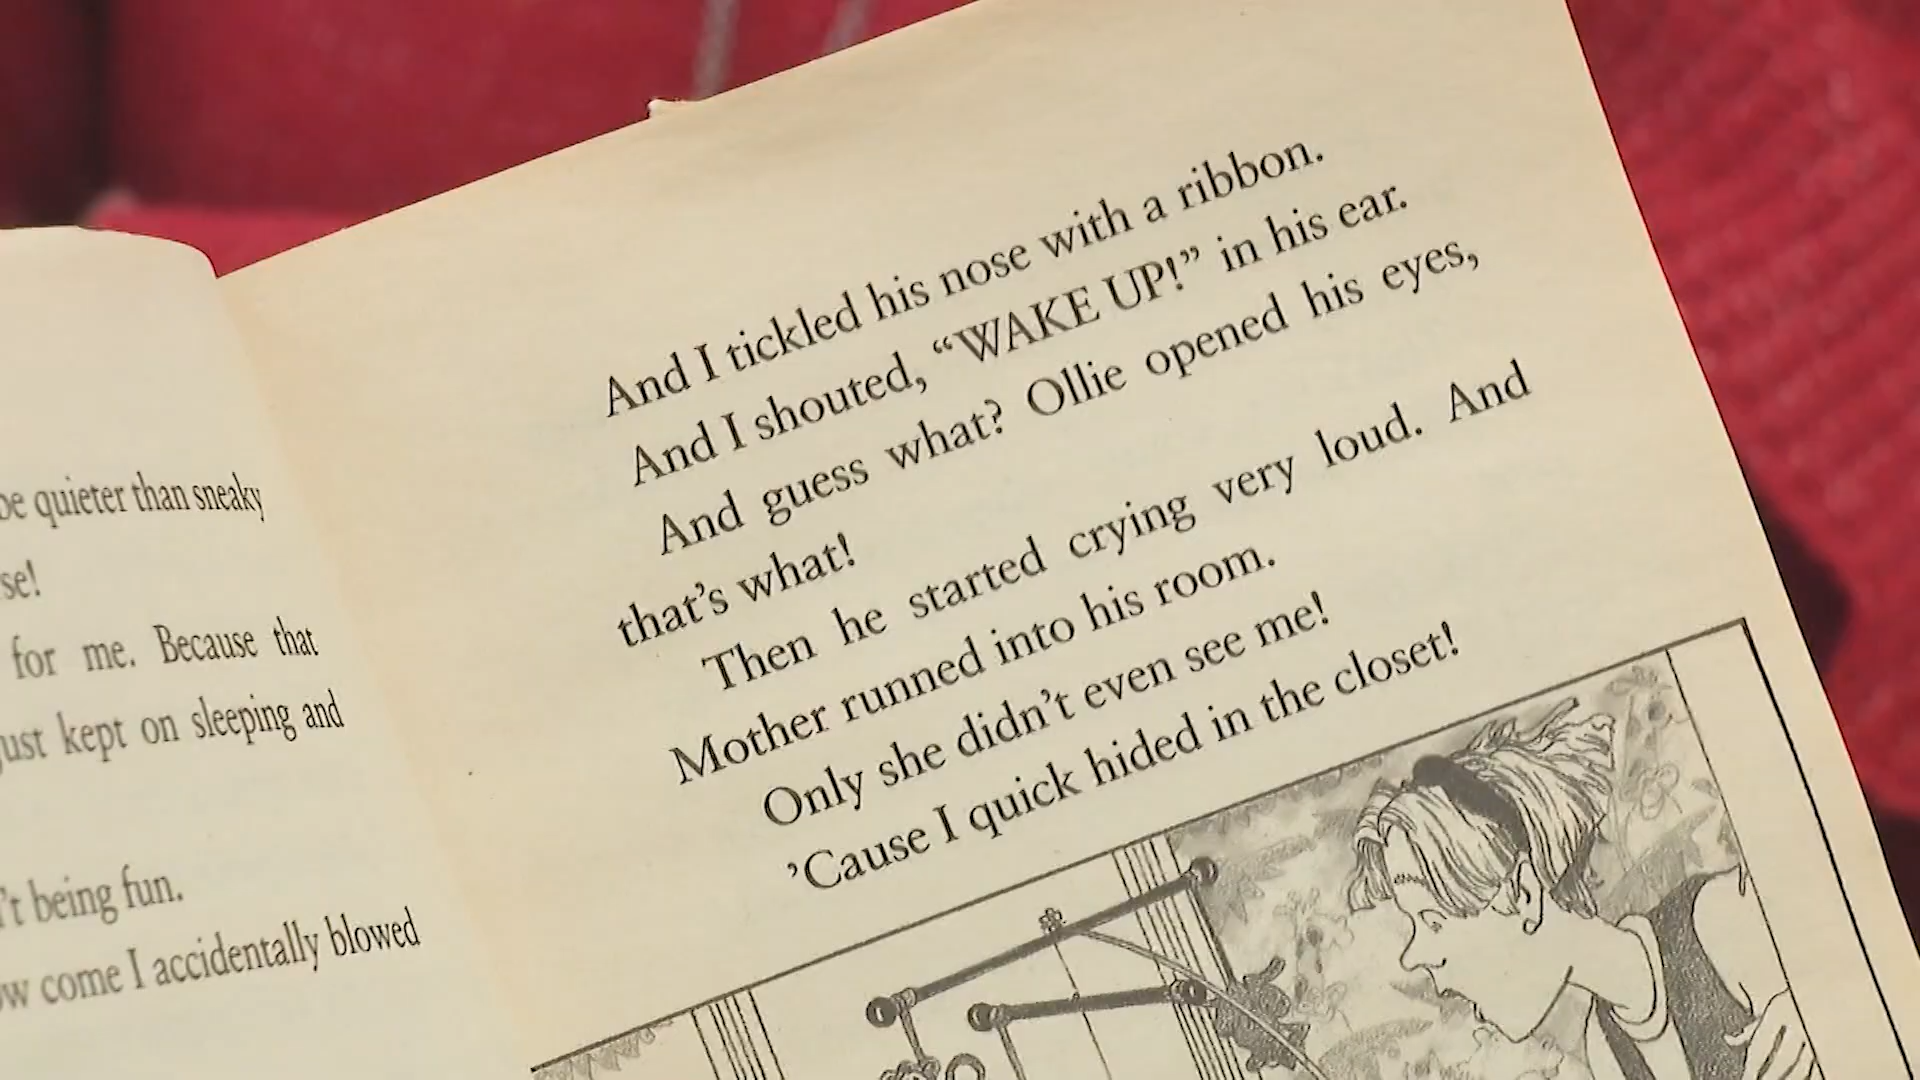 be quieter than sneaky
for me. Because that
just kept on sleeping and
being fun.
come I accidentally blowed
And I tickled his nose with a ribbon.
And I shouted, “WAKE UP!” in his ear.
And guess what? Ollie opened his eyes,
that’s what!
Then he started crying very loud. And
Mother runned into his room.
Only she didn’t even see me!
’Cause I quick hided in the closet!